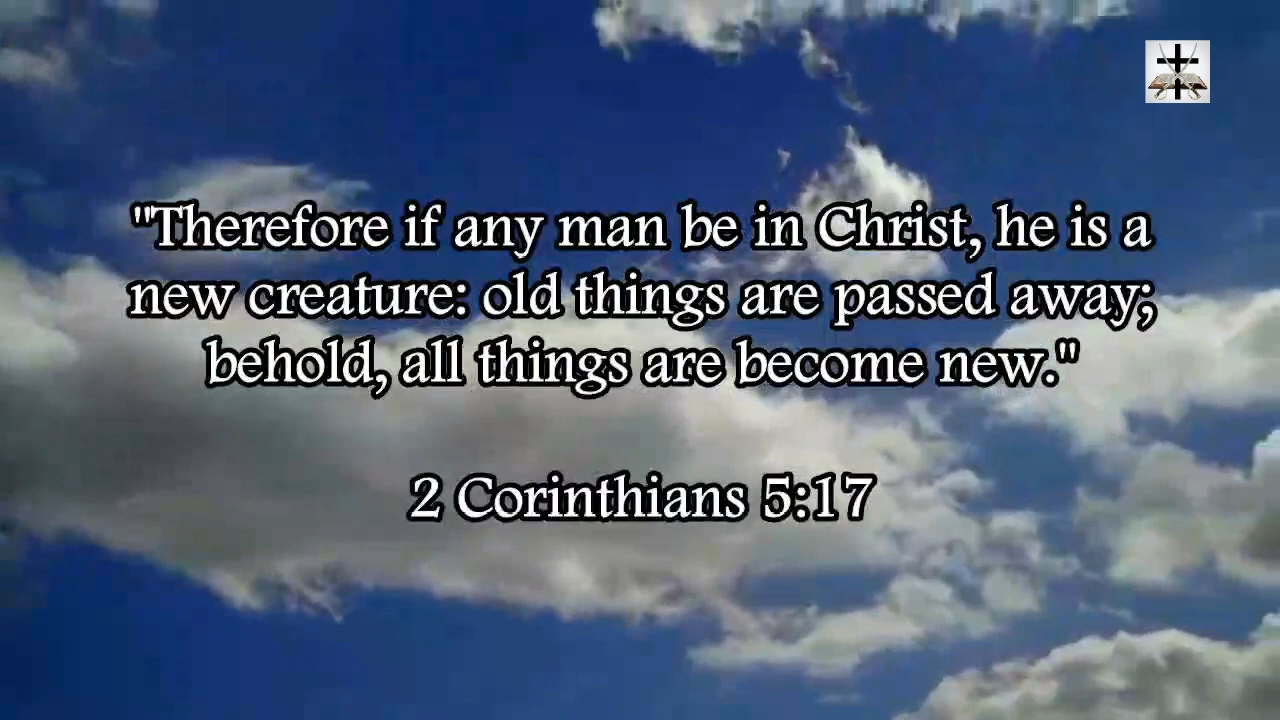 "Therefore if any man be in Christ, he is a
new creature: old things are passed away;
behold, all things are become new."
2 Corinthians 5:17